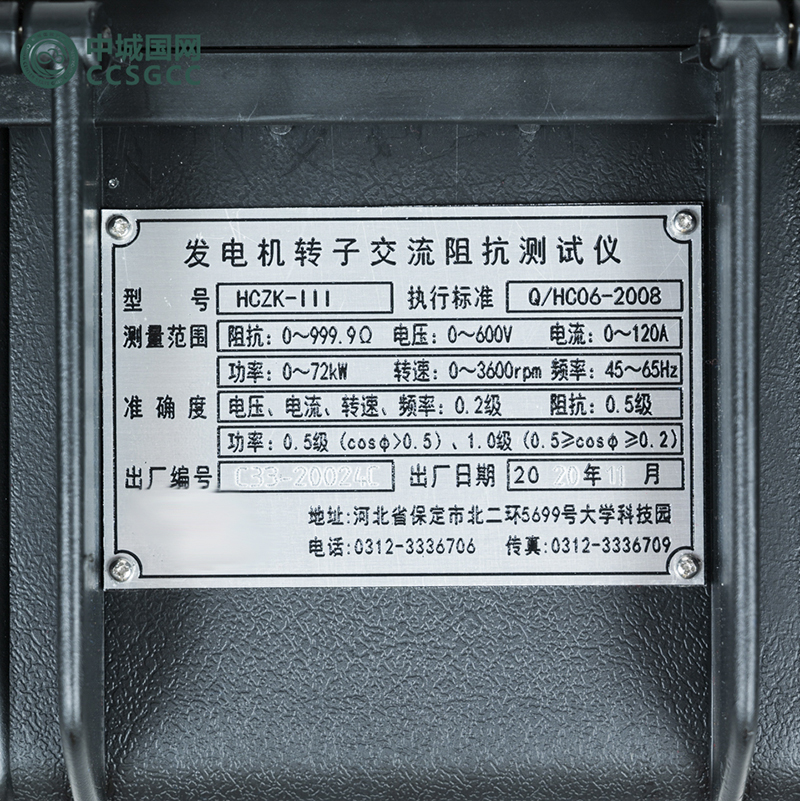 中城国网
CCSGCC
发电机转子交流阻抗测试仪
型 号 HCZK-III 执行标准 Q/HC06-2008
测量范围 阻抗：0～999.9Ω 电压：0～600V 电流：0～120A
功率：0～72kW 转速：0～3600rpm 频率：45～65Hz
准 确 度 电压、电流、转速、频率：0.2级 阻抗：0.5级
功率：0.5级（cosφ>0.5）、1.0级（0.5≥cosφ≥0.2）
出厂编号 C33-20024C 出厂日期 20 20 年 11 月
地址:河北省保定市北二环5699号大学科技园
电话:0312-3336706 传真:0312-3336709